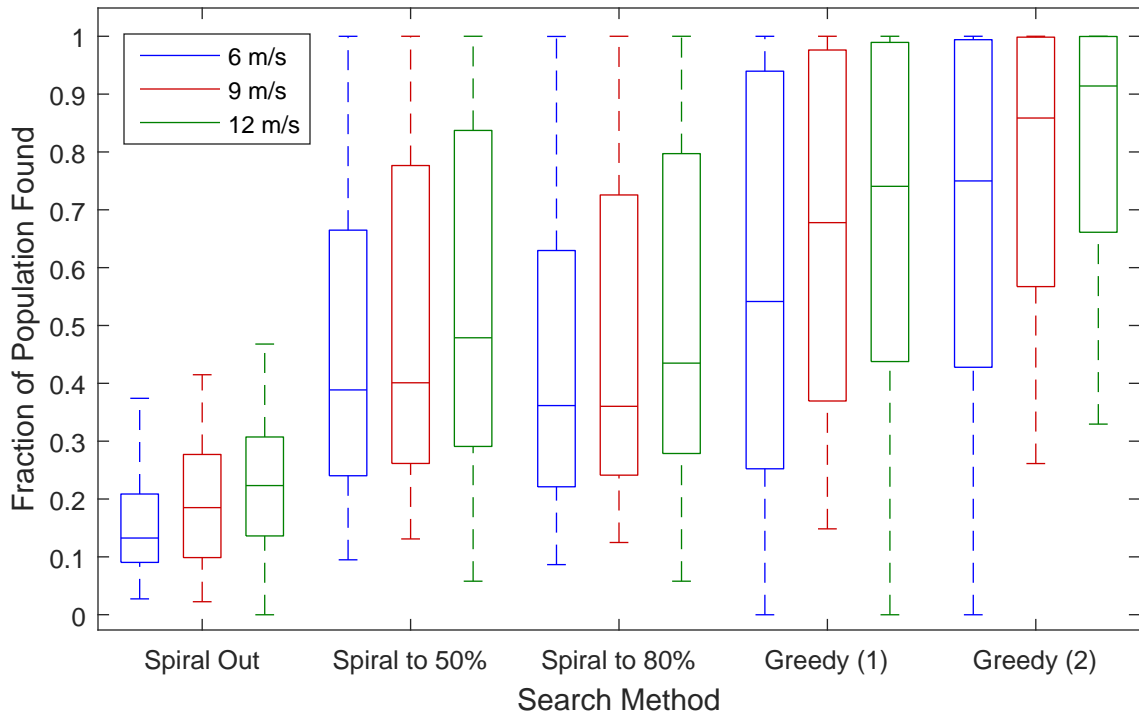 1
0.9
0.8
0.7
0.6
0.5
0.4
0.3
0.2
0.1
0
Fraction of Population Found
6 m/s
9 m/s
12 m/s
Spiral Out Spiral to 50% Spiral to 80% Greedy (1) Greedy (2)
Search Method